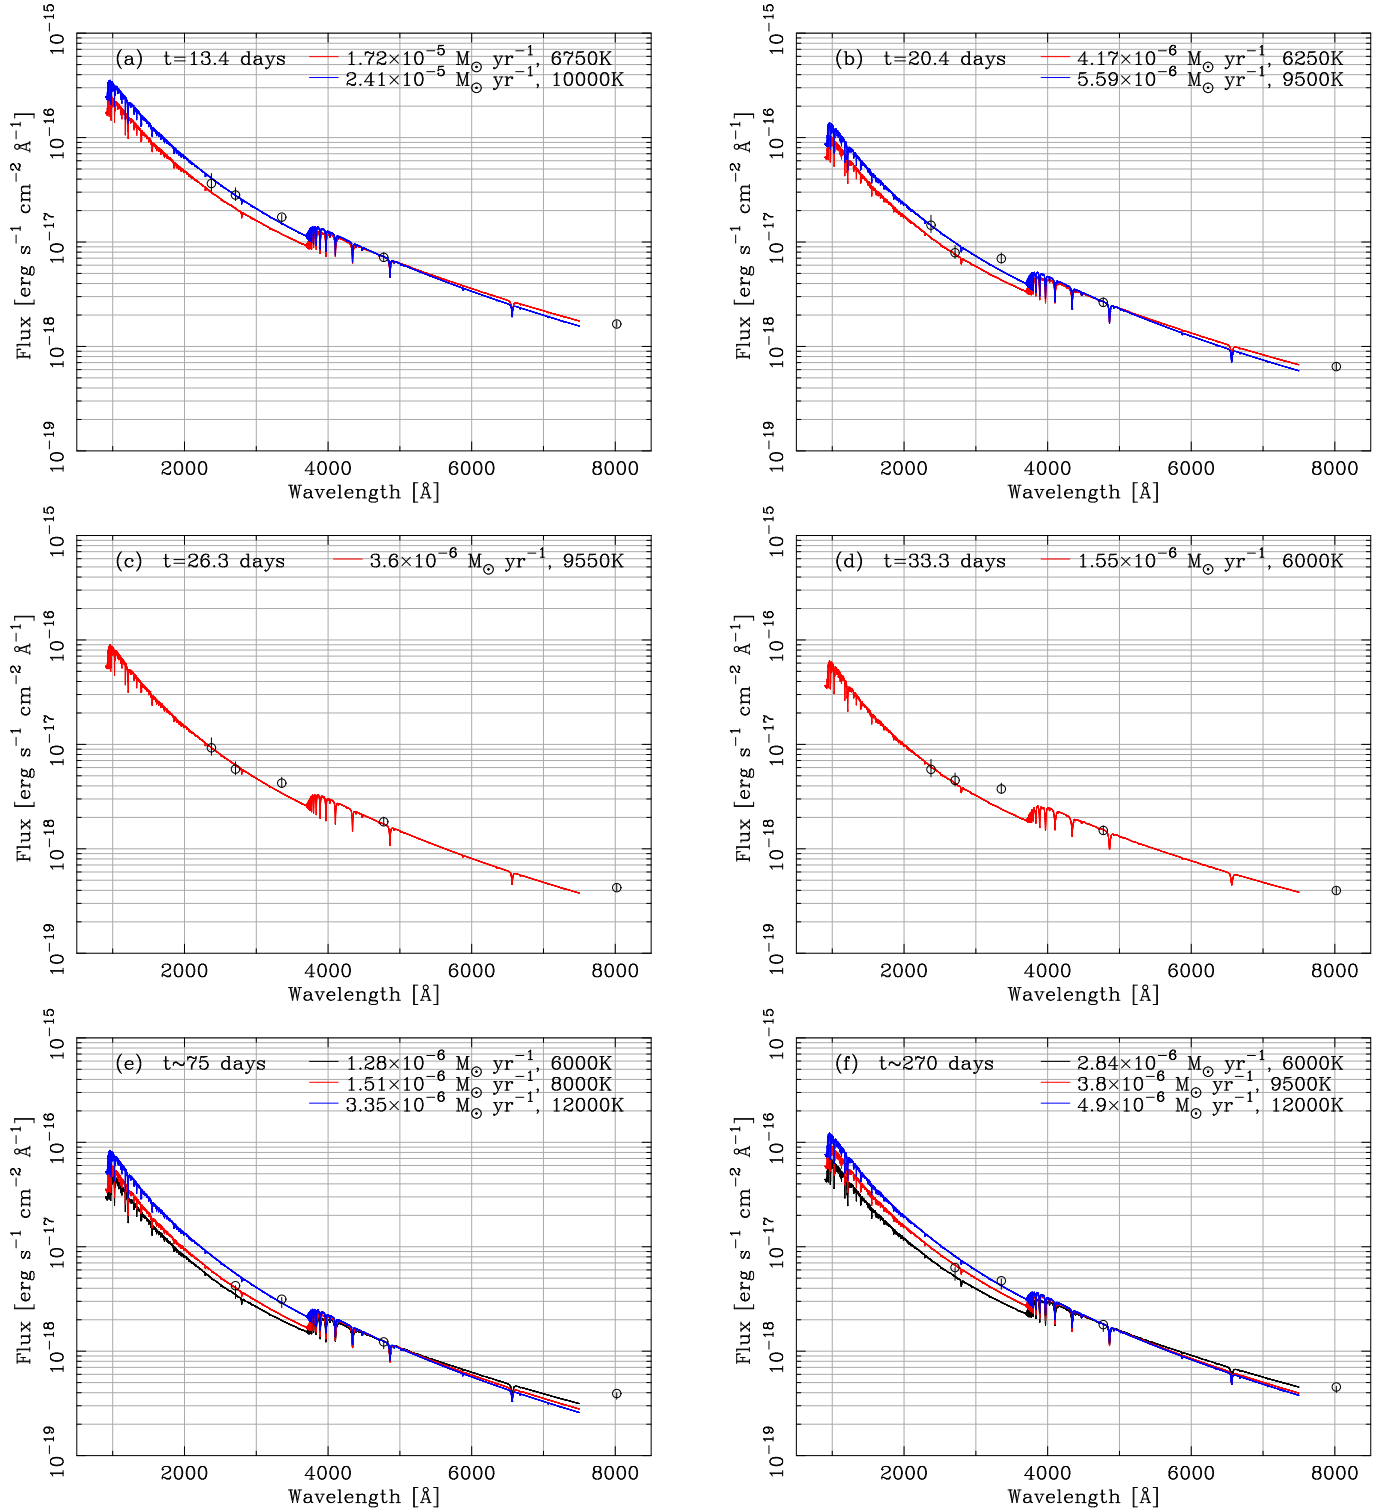 (a) t=13.4 days 1.72×10⁻⁵ M⊙ yr⁻¹, 6750K
2.41×10⁻⁵ M⊙ yr⁻¹, 10000K
10⁻¹⁵
10⁻¹⁶
10⁻¹⁷
10⁻¹⁸
10⁻¹⁹
Flux [erg s⁻¹ cm⁻² Å⁻¹]
2000 4000 6000 8000
Wavelength [Å]
(b) t=20.4 days 4.17×10⁻⁶ M⊙ yr⁻¹, 6250K
5.59×10⁻⁶ M⊙ yr⁻¹, 9500K
10⁻¹⁵
10⁻¹⁶
10⁻¹⁷
10⁻¹⁸
10⁻¹⁹
Flux [erg s⁻¹ cm⁻² Å⁻¹]
2000 4000 6000 8000
Wavelength [Å]
(c) t=26.3 days 3.6×10⁻⁶ M⊙ yr⁻¹, 9550K
10⁻¹⁵
10⁻¹⁶
10⁻¹⁷
10⁻¹⁸
10⁻¹⁹
Flux [erg s⁻¹ cm⁻² Å⁻¹]
2000 4000 6000 8000
Wavelength [Å]
(d) t=33.3 days 1.55×10⁻⁶ M⊙ yr⁻¹, 6000K
10⁻¹⁵
10⁻¹⁶
10⁻¹⁷
10⁻¹⁸
10⁻¹⁹
Flux [erg s⁻¹ cm⁻² Å⁻¹]
2000 4000 6000 8000
Wavelength [Å]
(e) t~75 days 1.28×10⁻⁶ M⊙ yr⁻¹, 6000K
1.51×10⁻⁶ M⊙ yr⁻¹, 8000K
3.35×10⁻⁶ M⊙ yr⁻¹, 12000K
10⁻¹⁵
10⁻¹⁶
10⁻¹⁷
10⁻¹⁸
10⁻¹⁹
Flux [erg s⁻¹ cm⁻² Å⁻¹]
2000 4000 6000 8000
Wavelength [Å]
(f) t~270 days 2.84×10⁻⁶ M⊙ yr⁻¹, 6000K
3.8×10⁻⁶ M⊙ yr⁻¹, 9500K
4.9×10⁻⁶ M⊙ yr⁻¹, 12000K
10⁻¹⁵
10⁻¹⁶
10⁻¹⁷
10⁻¹⁸
10⁻¹⁹
Flux [erg s⁻¹ cm⁻² Å⁻¹]
2000 4000 6000 8000
Wavelength [Å]